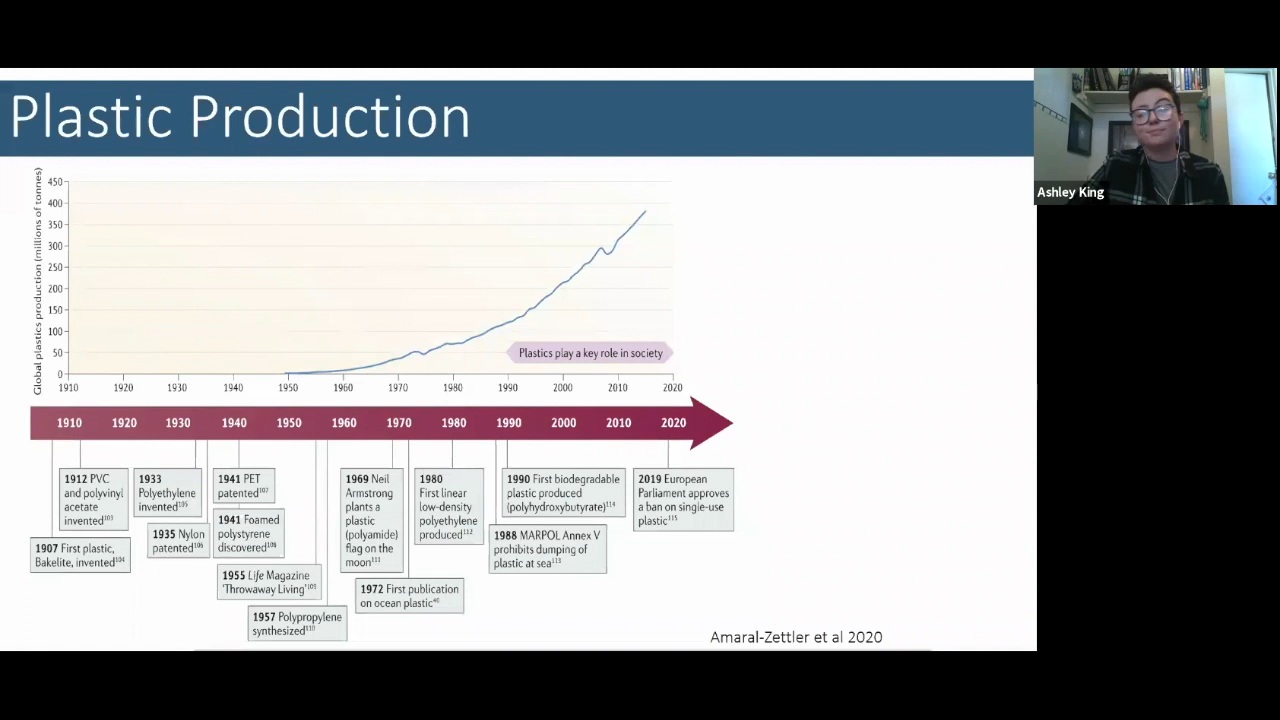 Plastic Production
Ashley King
Global plastics production (millions of tonnes)
450
400
350
300
250
200
150
100
50
0
Plastics play a key role in society
1910 1920 1930 1940 1950 1960 1970 1980 1990 2000 2010 2020
1910 1920 1930 1940 1950 1960 1970 1980 1990 2000 2010 2020
1912 PVC
and polyvinyl
acetate
invented¹⁰³
1907 First plastic,
Bakelite, invented¹⁰⁴
1933
Polyethylene
invented¹⁰⁵
1935 Nylon
patented¹⁰⁶
1941 PET
patented¹⁰⁷
1941 Foamed
polystyrene
discovered¹⁰⁸
1955 Life Magazine
'Throwaway Living'¹⁰⁹
1957 Polypropylene
synthesized¹¹⁰
1969 Neil
Armstrong
plants a
plastic
(polyamide)
flag on the
moon¹¹¹
1972 First publication
on ocean plastic⁴⁰
1980
First linear
low-density
polyethylene
produced¹¹²
1990 First biodegradable
plastic produced
(polyhydroxybutyrate)¹¹⁴
1988 MARPOL Annex V
prohibits dumping of
plastic at sea¹¹³
2019 European
Parliament approves
a ban on single-use
plastic¹¹⁵
Amaral-Zettler et al 2020